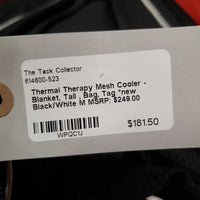 The Tack Collector
614600-523
Thermal Therapy Mesh Cooler -
Blanket, Tall , Bag, Tag *new
Black/White M MSRP: $249.00
$181.50
WPQC1J